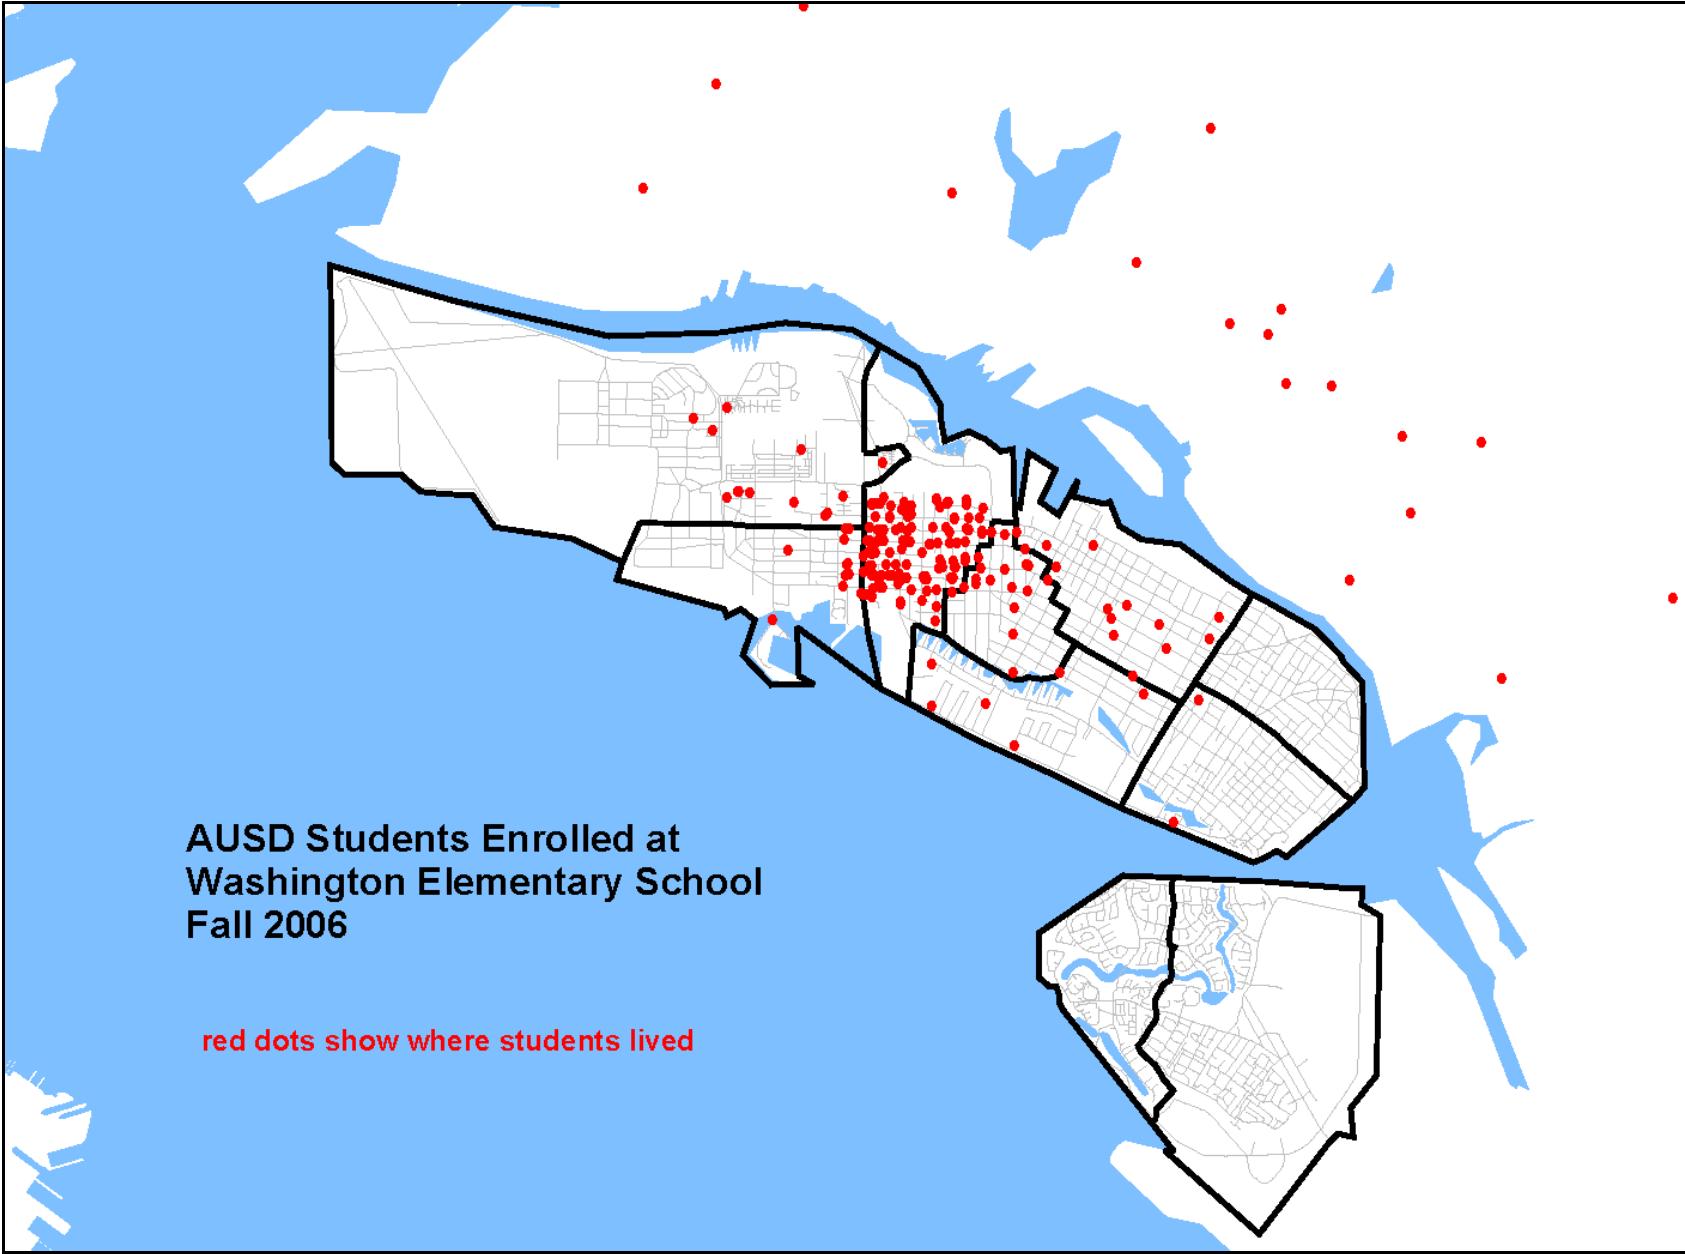 AUSD Students Enrolled at
Washington Elementary School
Fall 2006
red dots show where students lived